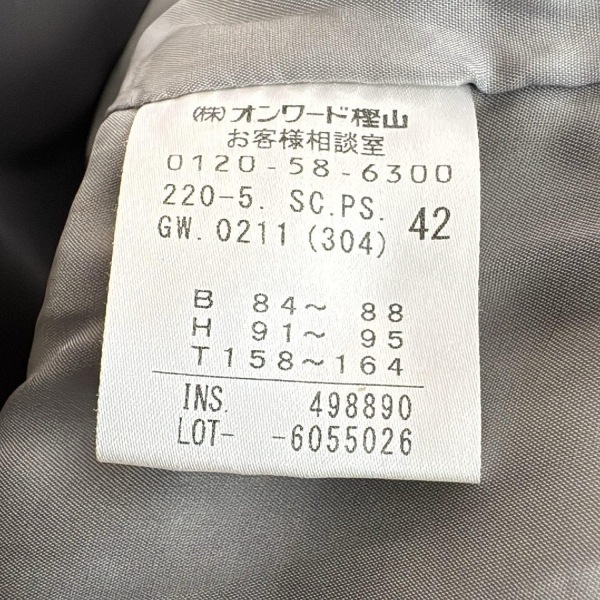 ㈱オンワード樫山
お客様相談室
0120-58-6300
220-5. SC.PS. 42
GW. 0211 (304)
B 84～ 88
H 91～ 95
T 158～164
INS. 498890
LOT- -6055026